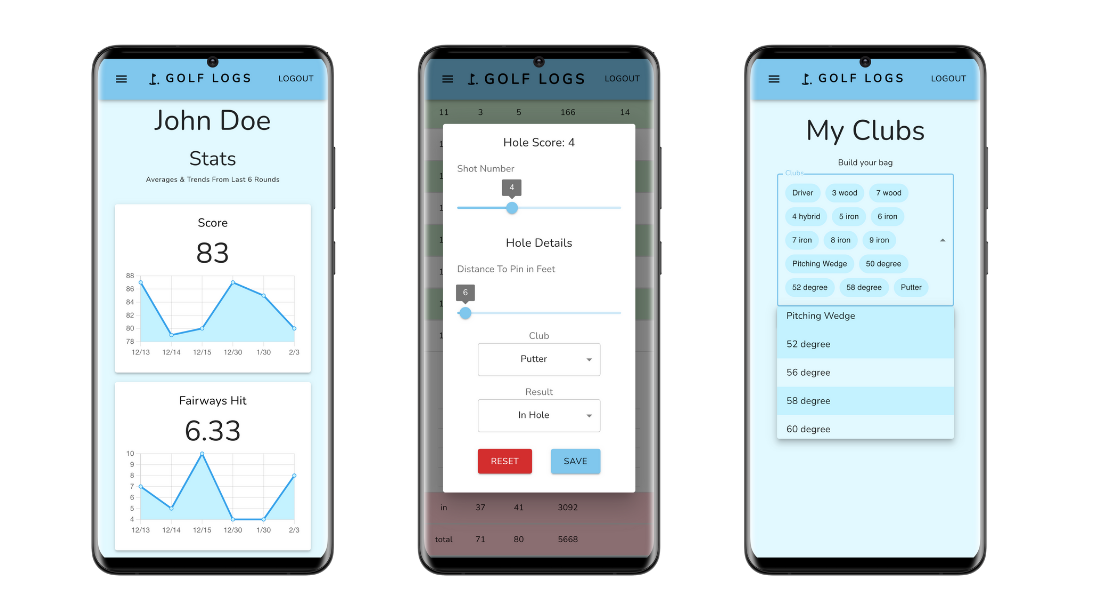 GOLF LOGS LOGOUT
John Doe
Stats
Averages & Trends From Last 6 Rounds
Score
83
88
86
84
82
80
78
12/13 12/14 12/15 12/30 1/30 2/3
Fairways Hit
6.33
10
9
8
7
6
5
4
12/13 12/14 12/15 12/30 1/30 2/3
GOLF LOGS LOGOUT
11 3 5 166 14
Hole Score: 4
Shot Number
4
Hole Details
Distance To Pin in Feet
6
Club
Putter
Result
In Hole
RESET SAVE
in 37 41 3092
total 71 80 5668
GOLF LOGS LOGOUT
My Clubs
Build your bag
Clubs
Driver 3 wood 7 wood
4 hybrid 5 iron 6 iron
7 iron 8 iron 9 iron
Pitching Wedge 50 degree
52 degree 58 degree Putter
Pitching Wedge
52 degree
56 degree
58 degree
60 degree